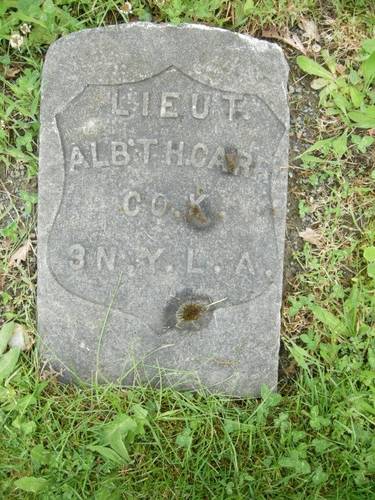 LIEUT.
ALB'T H. CARR.
CO. K.
3 N.Y.L.A.